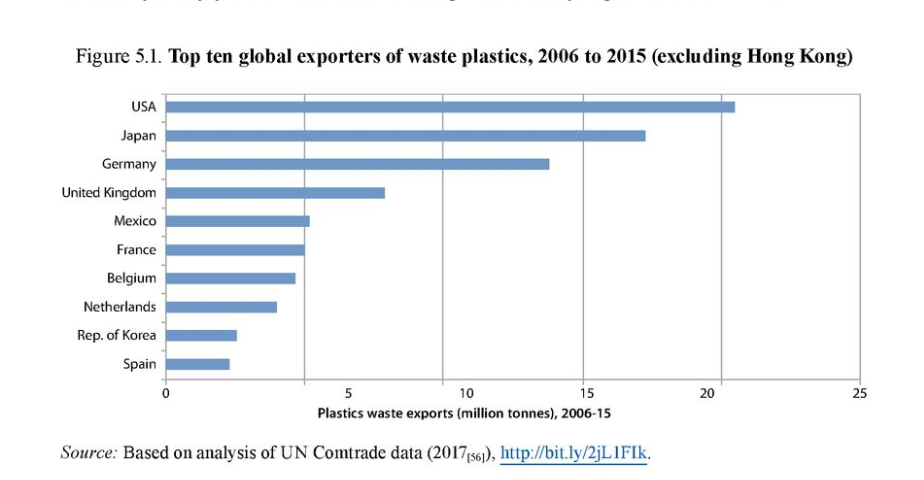 Figure 5.1. Top ten global exporters of waste plastics, 2006 to 2015 (excluding Hong Kong)
USA
Japan
Germany
United Kingdom
Mexico
France
Belgium
Netherlands
Rep. of Korea
Spain
0 5 10 15 20 25
Plastics waste exports (million tonnes), 2006-15
Source: Based on analysis of UN Comtrade data (2017[56]), http://bit.ly/2jL1FIk.